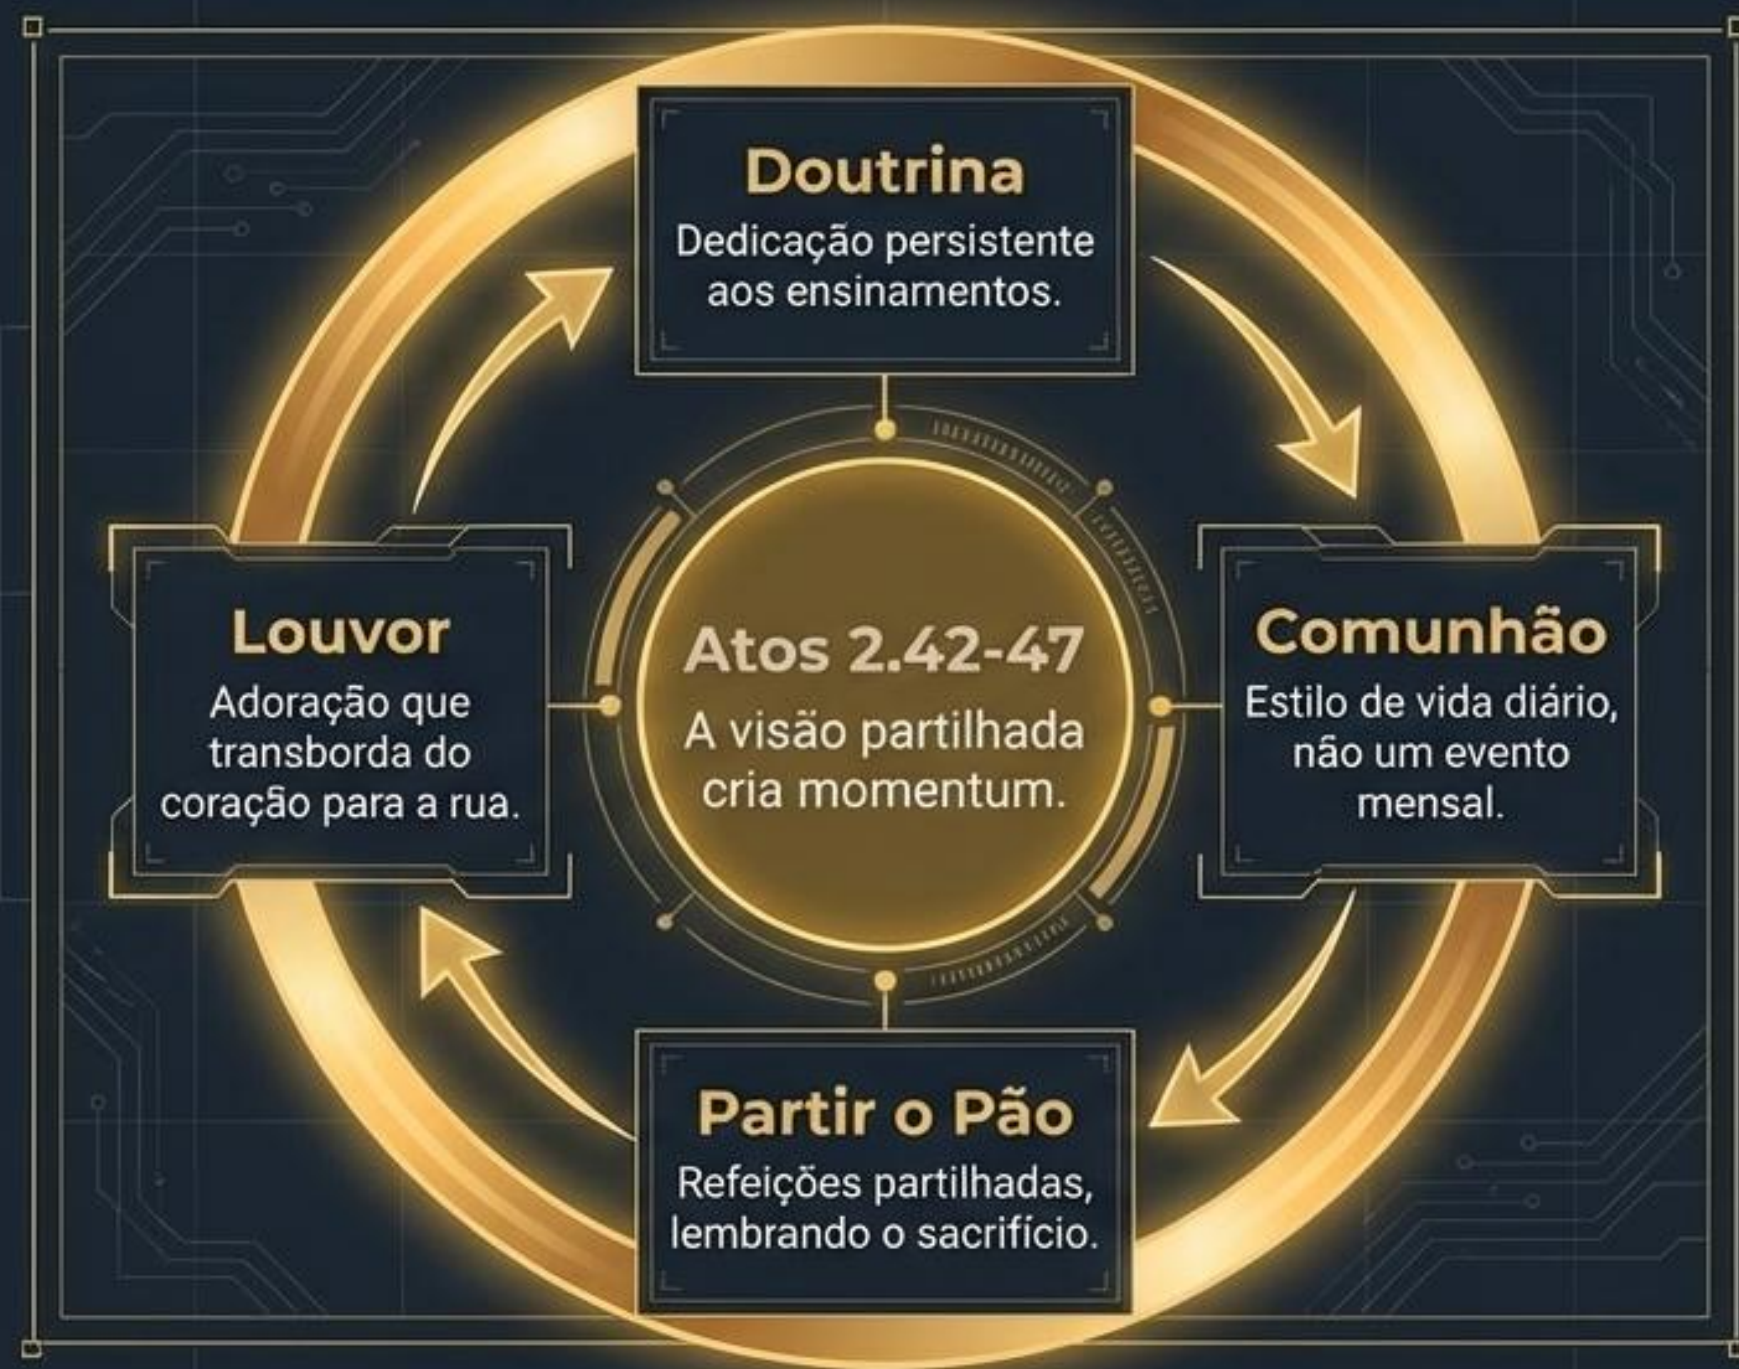 Doutrina
Dedicação persistente
aos ensinamentos.
Louvor
Adoração que
transborda do
coração para a rua.
Atos 2.42-47
A visão partilhada
cria momentum.
Comunhão
Estilo de vida diário,
não um evento
mensal.
Partir o Pão
Refeições partilhadas,
lembrando o sacrifício.